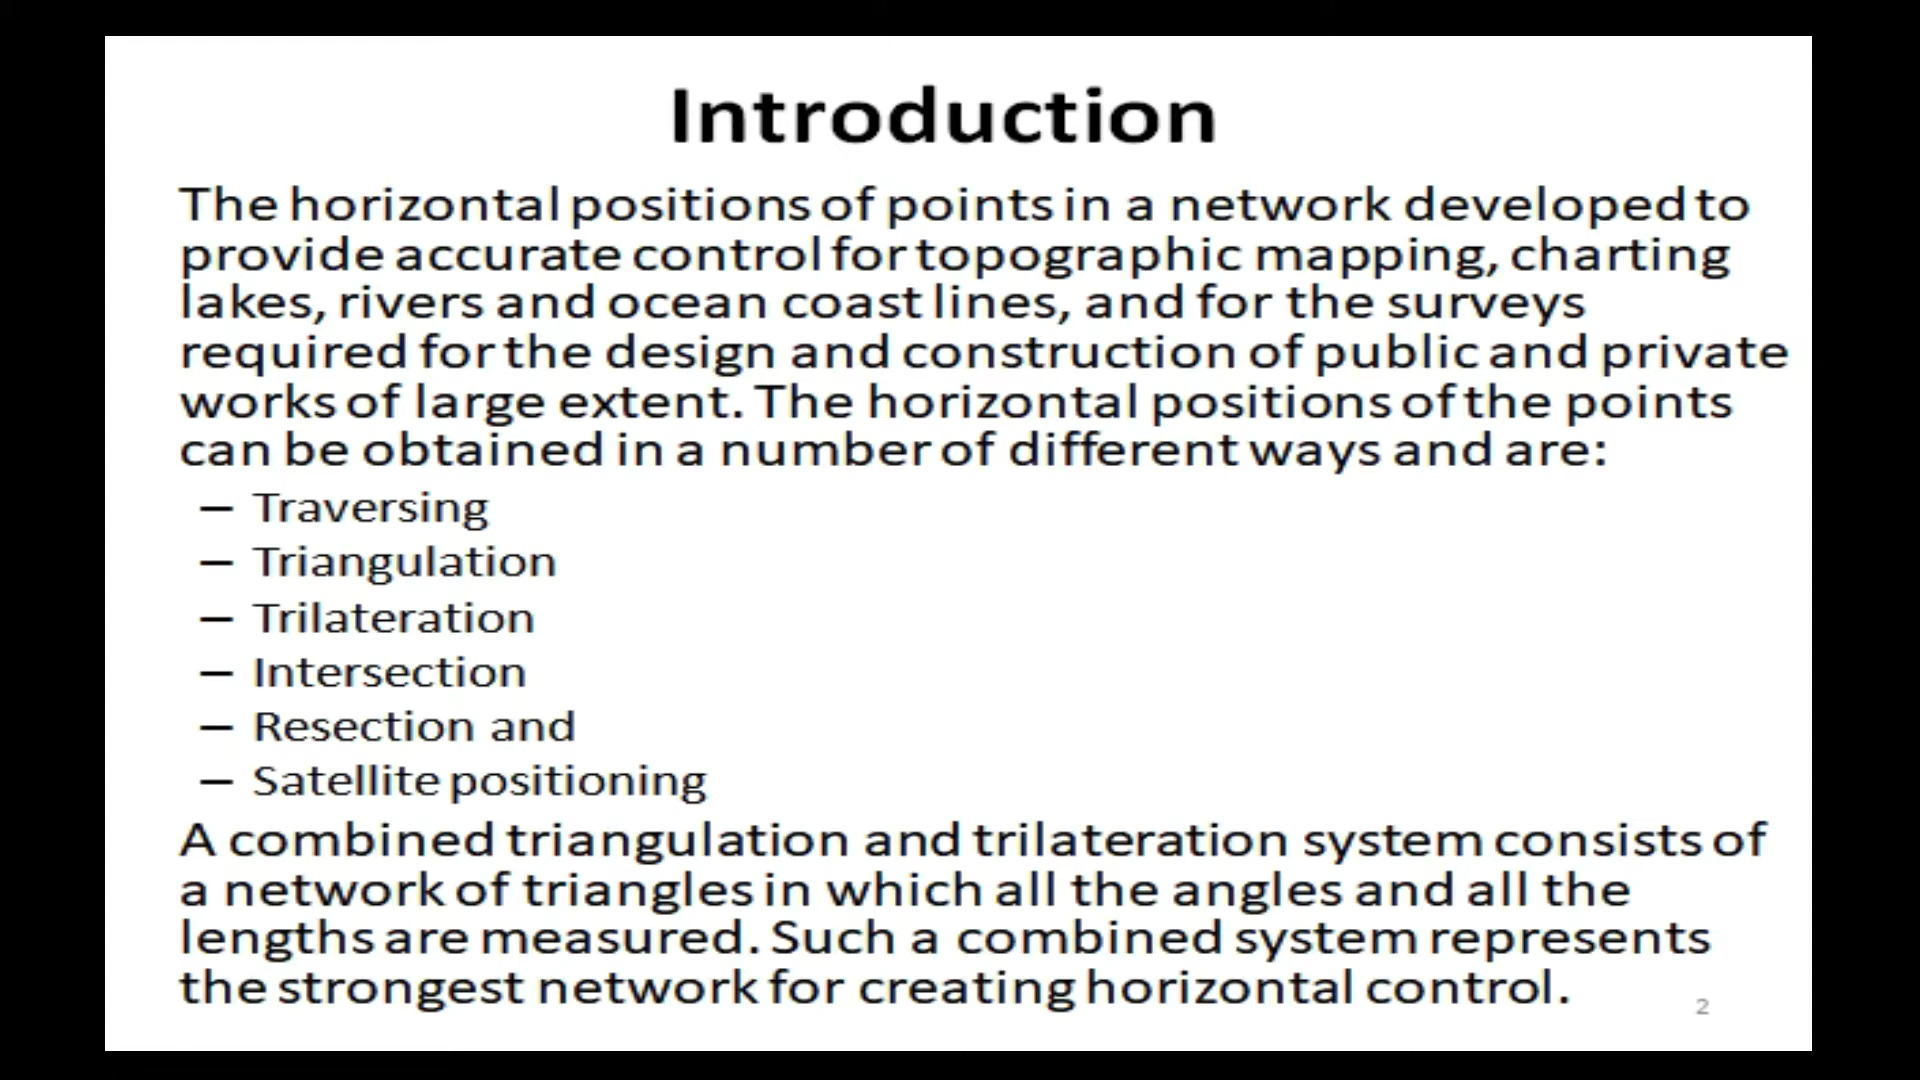 Introduction
The horizontal positions of points in a network developed to
provide accurate control for topographic mapping, charting
lakes, rivers and ocean coast lines, and for the surveys
required for the design and construction of public and private
works of large extent. The horizontal positions of the points
can be obtained in a number of different ways and are:
– Traversing
– Triangulation
– Trilateration
– Intersection
– Resection and
– Satellite positioning
A combined triangulation and trilateration system consists of
a network of triangles in which all the angles and all the
lengths are measured. Such a combined system represents
the strongest network for creating horizontal control.
2